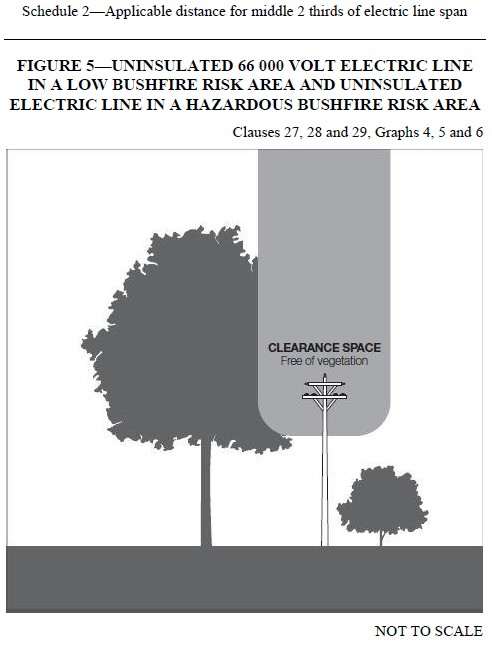 Schedule 2—Applicable distance for middle 2 thirds of electric line span
FIGURE 5—UNINSULATED 66 000 VOLT ELECTRIC LINE
IN A LOW BUSHFIRE RISK AREA AND UNINSULATED
ELECTRIC LINE IN A HAZARDOUS BUSHFIRE RISK AREA
Clauses 27, 28 and 29, Graphs 4, 5 and 6
CLEARANCE SPACE
Free of vegetation
NOT TO SCALE